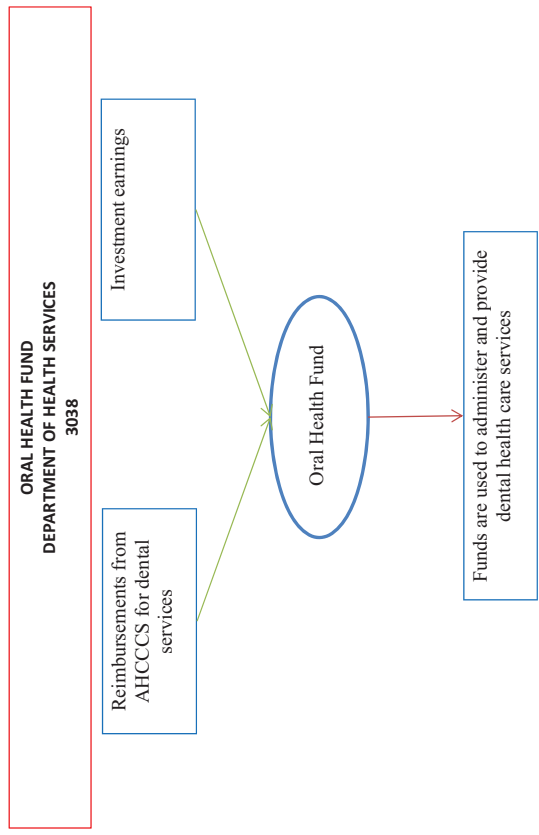 ORAL HEALTH FUND
DEPARTMENT OF HEALTH SERVICES
3038
Reimbursements from
AHCCCS for dental
services
Investment earnings
Oral Health Fund
Funds are used to administer and provide
dental health care services